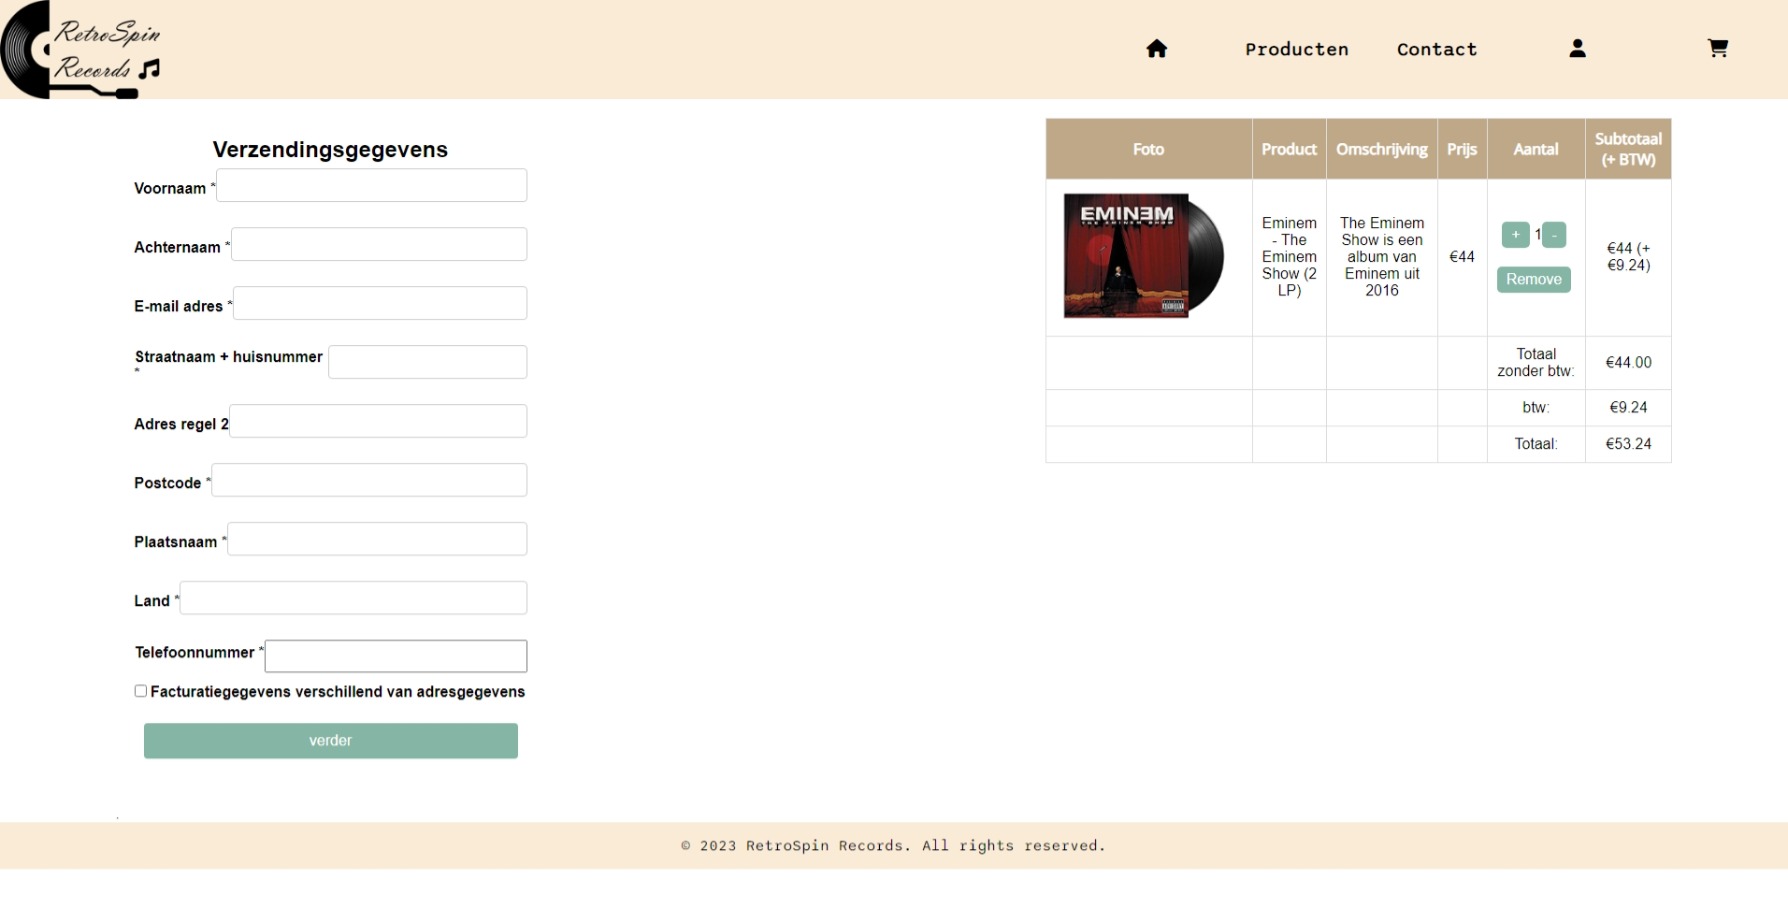 RetroSpin
Records
Producten
Contact
Verzendingsgegevens
Voornaam *
Achternaam *
E-mail adres *
Straatnaam + huisnummer
*
Adres regel 2
Postcode *
Plaatsnaam *
Land *
Telefoonnummer *
Facturatiegegevens verschillend van adresgegevens
verder
Foto
Product
Omschrijving
Prijs
Aantal
Subtotaal
(+ BTW)
EMINEM
THE EMINEM SHOW
Eminem
- The
Eminem
Show (2
LP)
The Eminem
Show is een
album van
Eminem uit
2016
€44
+ 1 -
Remove
€44 (+
€9.24)
Totaal
zonder btw:
€44.00
btw:
€9.24
Totaal:
€53.24
.
© 2023 RetroSpin Records. All rights reserved.